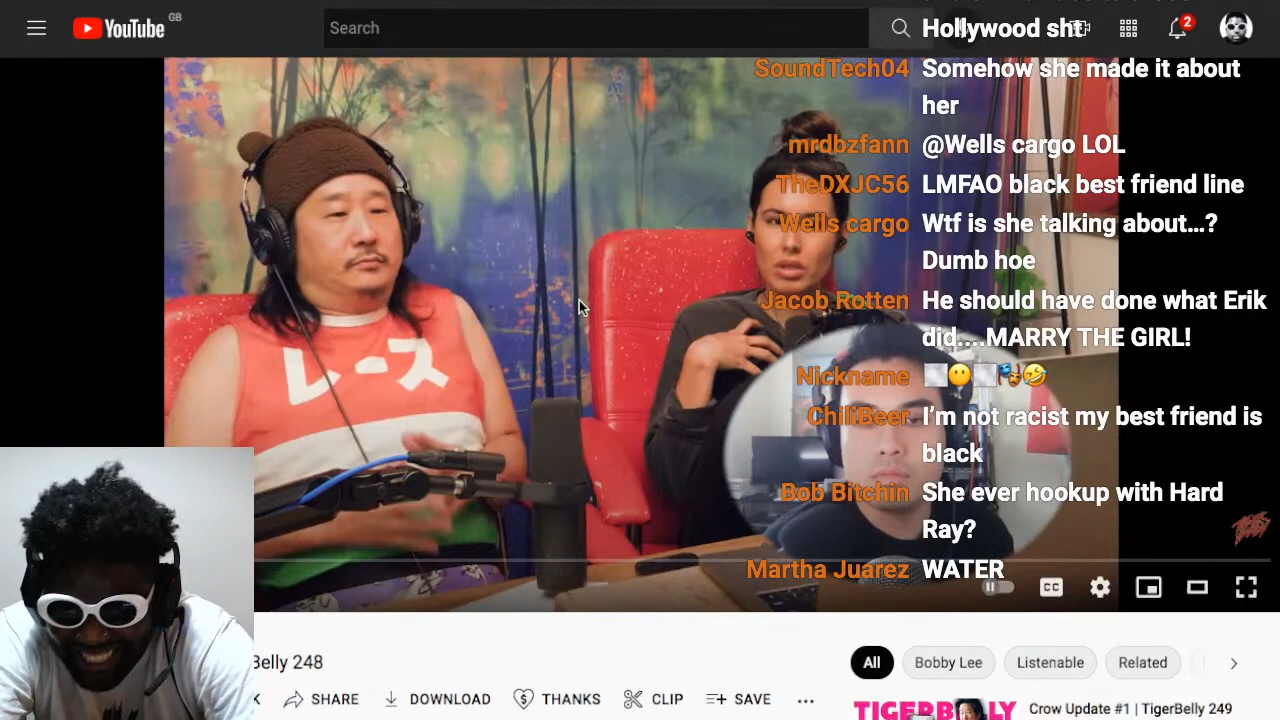 YouTube GB
Search
2
Hollywood shit
SoundTech04 Somehow she made it about
her
mrdbzfann @Wells cargo LOL
TheDXJC56 LMFAO black best friend line
Wells cargo Wtf is she talking about...?
Dumb hoe
Jacob Rotten He should have done what Erik
did....MARRY THE GIRL!
Nickname
ChiliBeer I'm not racist my best friend is
black
Bob Bitchin She ever hookup with Hard
Ray?
Martha Juarez WATER
レース
CC
Belly 248
All Bobby Lee Listenable Related
SHARE DOWNLOAD THANKS CLIP SAVE
TIGERBELLY
Crow Update #1 | TigerBelly 249